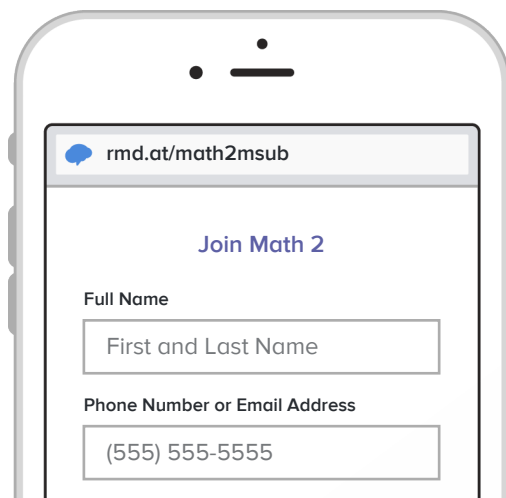 rmd.at/math2msub
Join Math 2
Full Name
First and Last Name
Phone Number or Email Address
(555) 555-5555